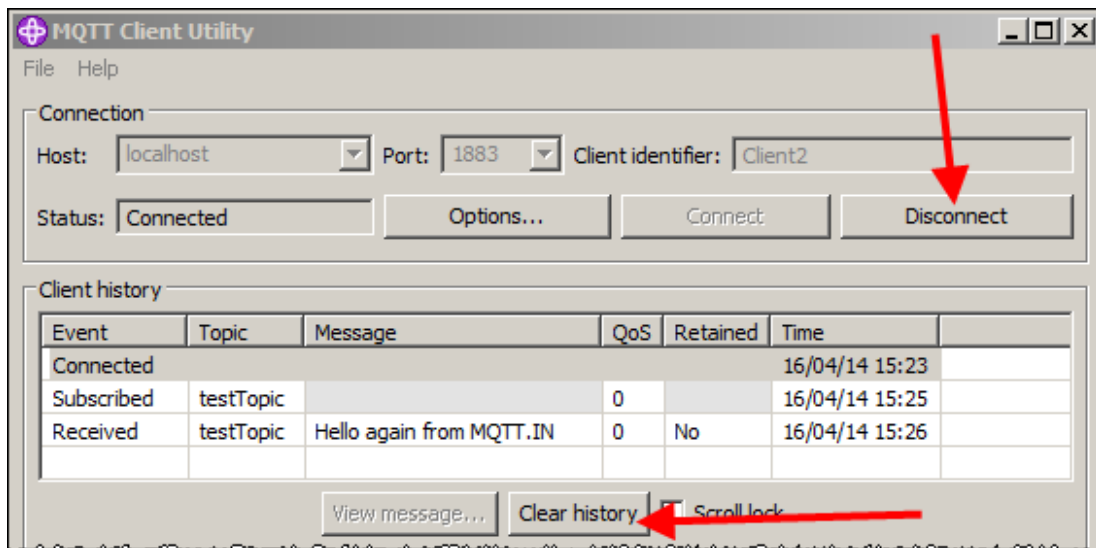 MQTT Client Utility
File Help
Connection
Host: localhost Port: 1883 Client identifier: Client2
Status: Connected Options... Connect Disconnect
Client history
Event Topic Message QoS Retained Time
Connected 16/04/14 15:23
Subscribed testTopic 0 16/04/14 15:25
Received testTopic Hello again from MQTT.IN 0 No 16/04/14 15:26
View message... Clear history Scroll lock